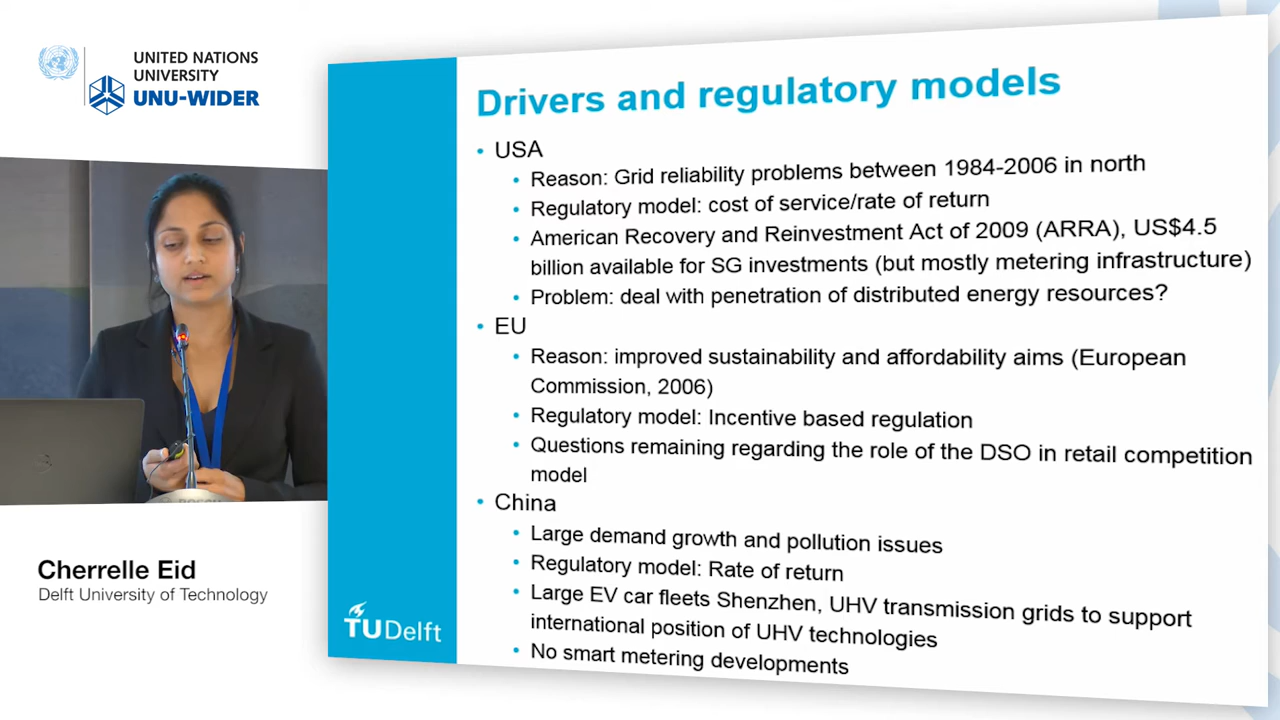 UNITED NATIONS
UNIVERSITY
UNU-WIDER
Cherrelle Eid
Delft University of Technology
Drivers and regulatory models
• USA
• Reason: Grid reliability problems between 1984-2006 in north
• Regulatory model: cost of service/rate of return
• American Recovery and Reinvestment Act of 2009 (ARRA), US$4.5
billion available for SG investments (but mostly metering infrastructure)
• Problem: deal with penetration of distributed energy resources?
• EU
• Reason: improved sustainability and affordability aims (European
Commission, 2006)
• Regulatory model: Incentive based regulation
• Questions remaining regarding the role of the DSO in retail competition
model
• China
• Large demand growth and pollution issues
• Regulatory model: Rate of return
• Large EV car fleets Shenzhen, UHV transmission grids to support
international position of UHV technologies
• No smart metering developments
TUDelft